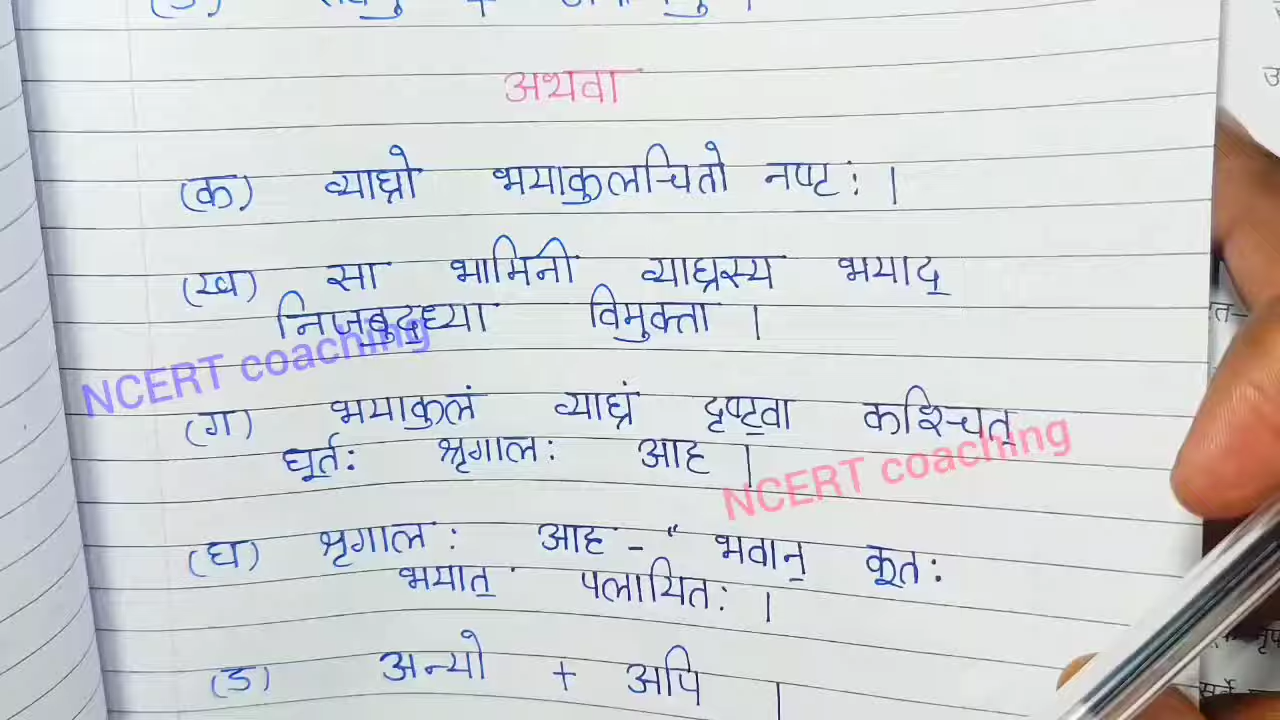 अथवा
(क) व्याघ्रो भयाकुलचितो नष्टः।
(ख) सा भामिनी व्याघ्रस्य भयाद्
निजबुद्ध्या विमुक्ता।
NCERT coaching
(ग) भयाकुलं व्याघ्रं दृष्ट्वा कश्चित्
धूर्तः श्रृगालः आह।
NCERT coaching
(घ) श्रृगालः आह - "भवान् कूतः
भयात् पलायितः।
(ड) अन्यो + अपि।